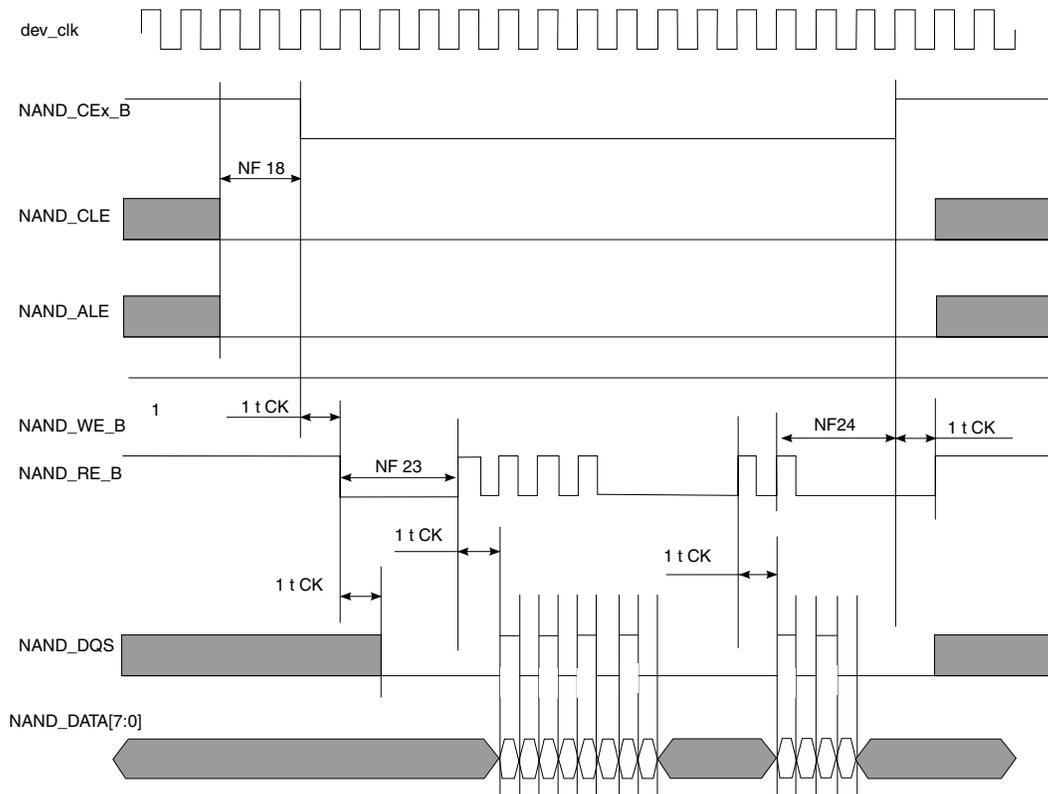 dev_clk
NAND_CEx_B
NF 18
NAND_CLE
NAND_ALE
1
1 t CK
NAND_WE_B
NF24
1 t CK
NAND_RE_B
NF 23
1 t CK
1 t CK
1 t CK
NAND_DQS
NAND_DATA[7:0]